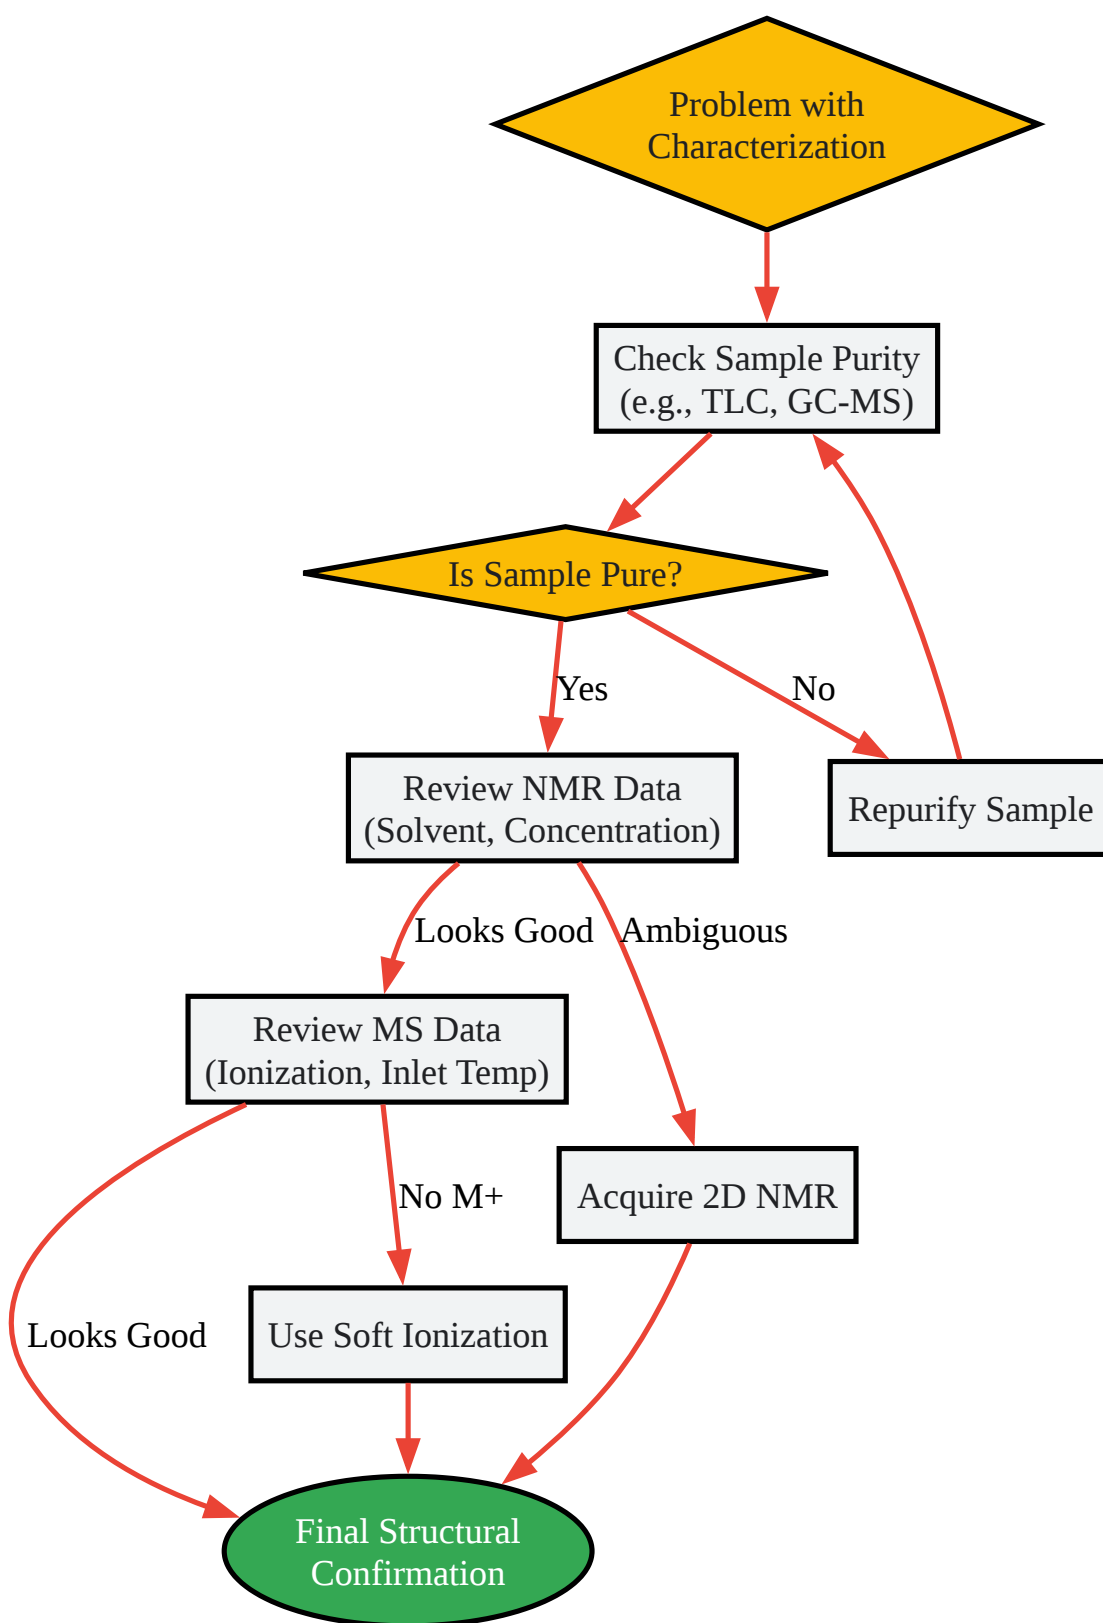 Problem with
Characterization
Check Sample Purity
(e.g., TLC, GC-MS)
Is Sample Pure?
Yes
No
Review NMR Data
(Solvent, Concentration)
Repurify Sample
Looks Good
Ambiguous
Review MS Data
(Ionization, Inlet Temp)
No M+
Acquire 2D NMR
Looks Good
Use Soft Ionization
Final Structural
Confirmation